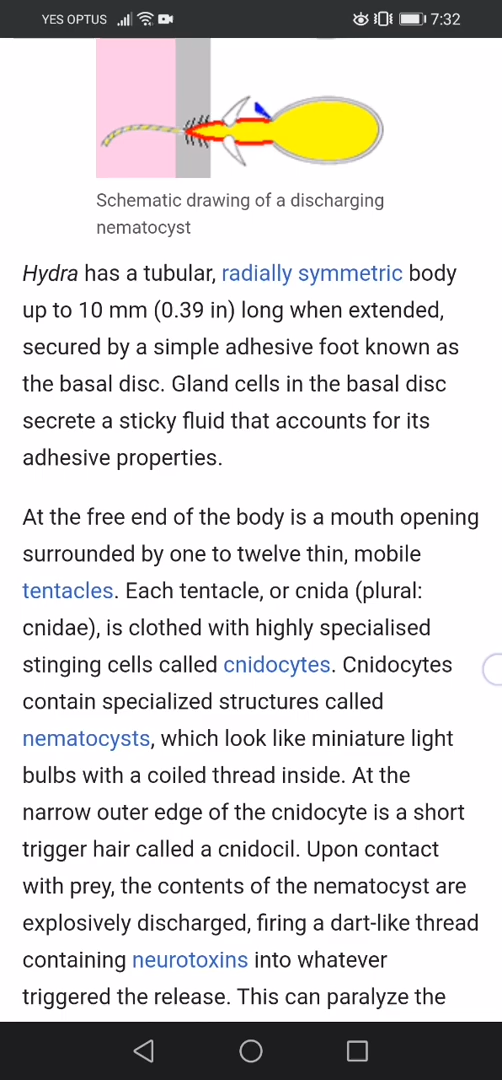 YES OPTUS 7:32
Schematic drawing of a discharging
nematocyst
Hydra has a tubular, radially symmetric body
up to 10 mm (0.39 in) long when extended,
secured by a simple adhesive foot known as
the basal disc. Gland cells in the basal disc
secrete a sticky fluid that accounts for its
adhesive properties.
At the free end of the body is a mouth opening
surrounded by one to twelve thin, mobile
tentacles. Each tentacle, or cnida (plural:
cnidae), is clothed with highly specialised
stinging cells called cnidocytes. Cnidocytes
contain specialized structures called
nematocysts, which look like miniature light
bulbs with a coiled thread inside. At the
narrow outer edge of the cnidocyte is a short
trigger hair called a cnidocil. Upon contact
with prey, the contents of the nematocyst are
explosively discharged, firing a dart-like thread
containing neurotoxins into whatever
triggered the release. This can paralyze the